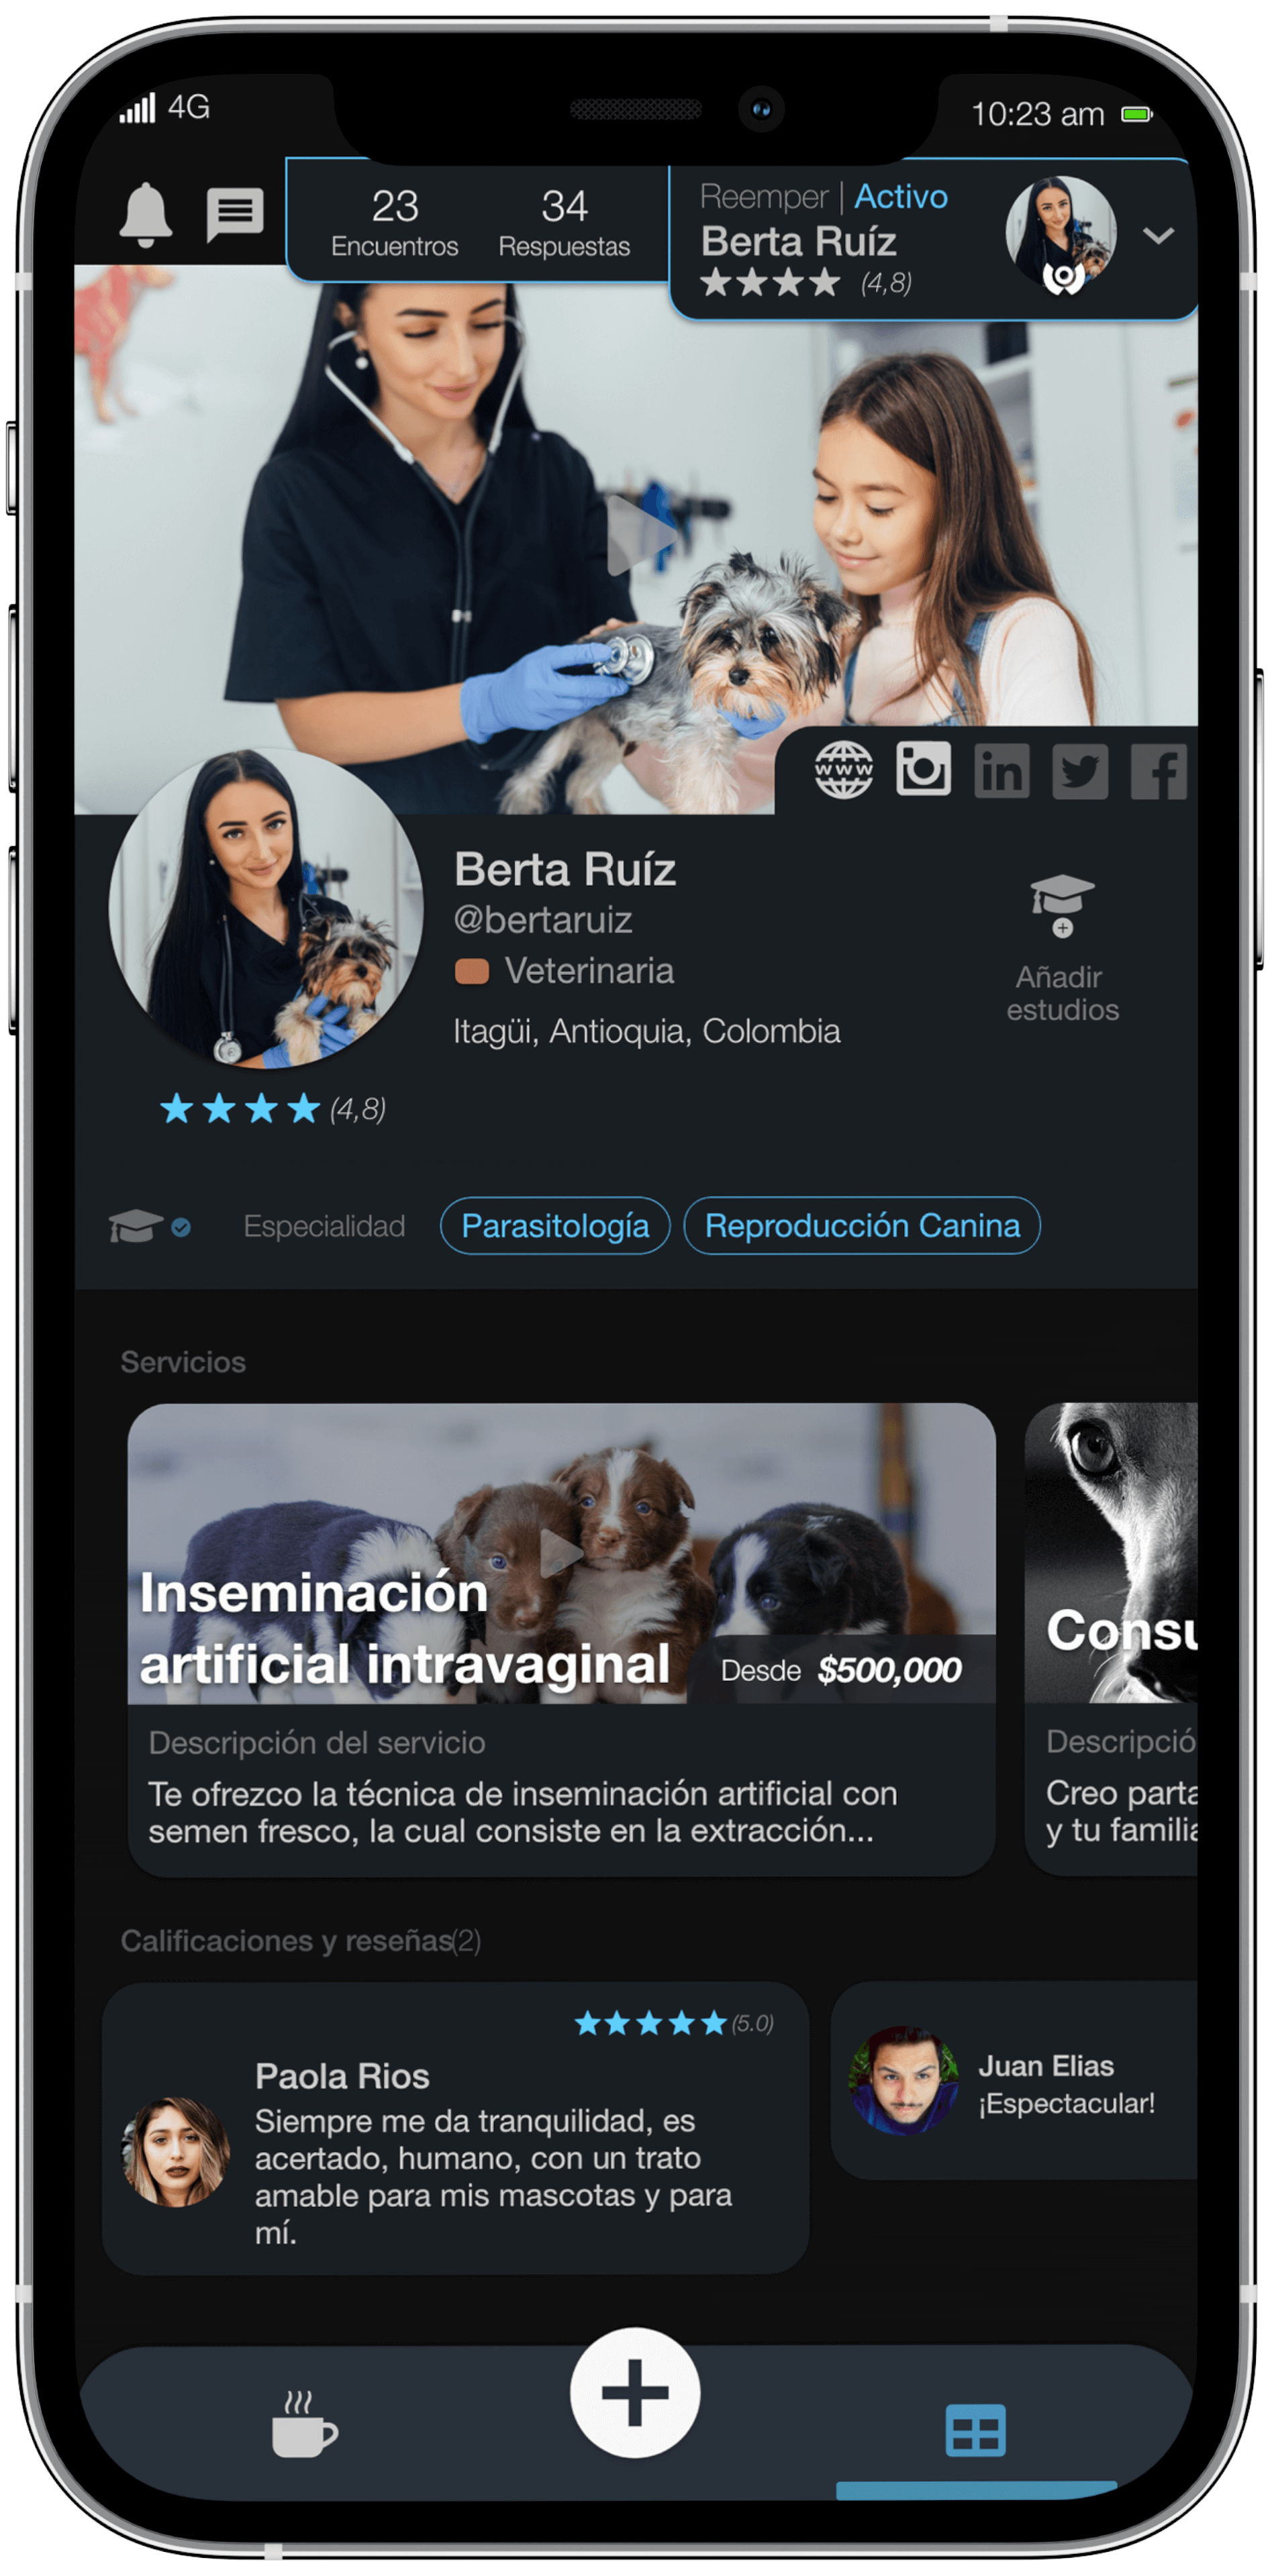 4G
10:23 am
23
Encuentros
34
Respuestas
Reemper | Activo
Berta Ruíz
(4,8)
www
in
f
Berta Ruíz
@bertaruiz
Veterinaria
Itagüi, Antioquia, Colombia
Añadir
estudios
(4,8)
Especialidad
Parasitología
Reproducción Canina
Servicios
Inseminación
artificial intravaginal
Desde $500,000
Descripción del servicio
Te ofrezco la técnica de inseminación artificial con
semen fresco, la cual consiste en la extracción...
Consu
Descripció
Creo parta
y tu familia
Calificaciones y reseñas(2)
(5.0)
Paola Rios
Siempre me da tranquilidad, es
acertado, humano, con un trato
amable para mis mascotas y para
mí.
Juan Elias
¡Espectacular!